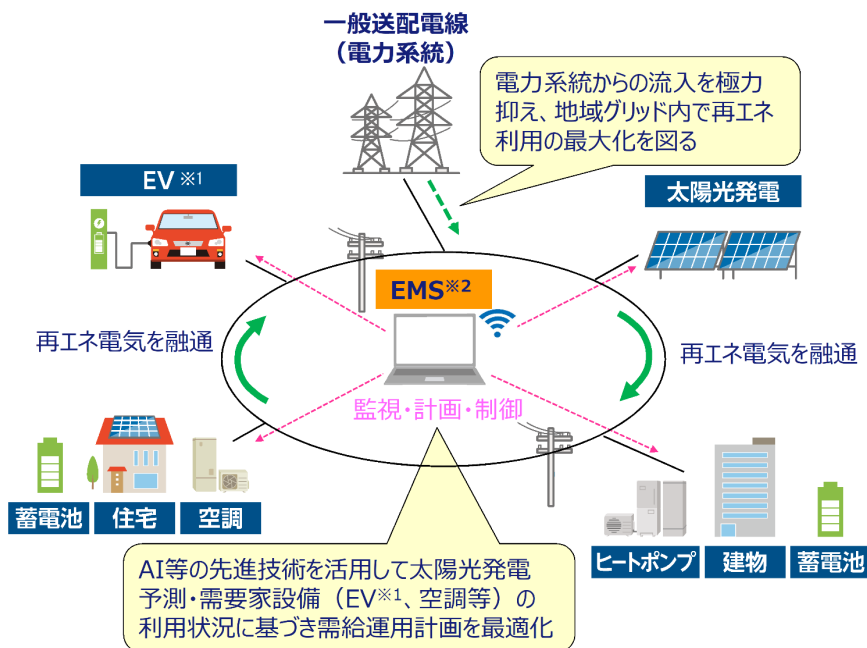 一般送配電線
（電力系統）
電力系統からの流入を極力
抑え、地域グリッド内で再エネ
利用の最大化を図る
EV※1
太陽光発電
EMS※2
再エネ電気を融通
再エネ電気を融通
監視・計画・制御
蓄電池
住宅
空調
ヒートポンプ
建物
蓄電池
AI等の先進技術を活用して太陽光発電
予測・需要家設備（EV※1、空調等）の
利用状況に基づき需給運用計画を最適化